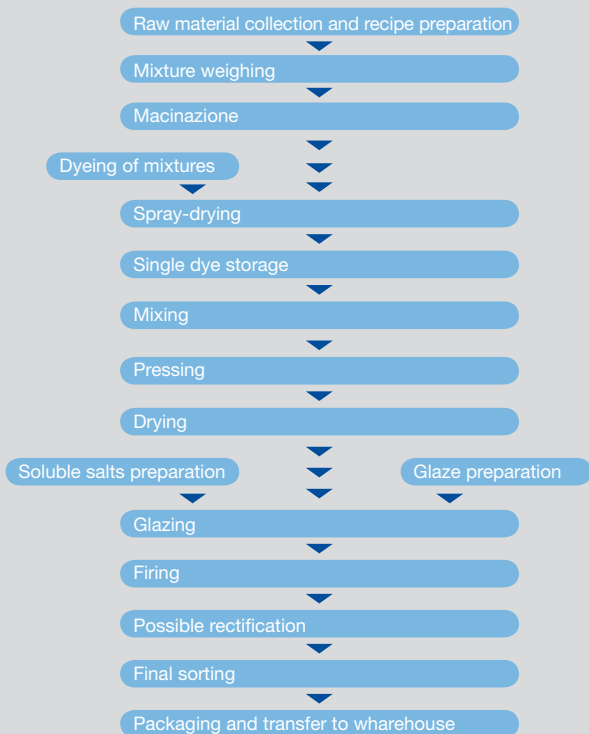 Raw material collection and recipe preparation
Mixture weighing
Macinazione
Dyeing of mixtures
Spray-drying
Single dye storage
Mixing
Pressing
Drying
Soluble salts preparation
Glaze preparation
Glazing
Firing
Possible rectification
Final sorting
Packaging and transfer to wharehouse